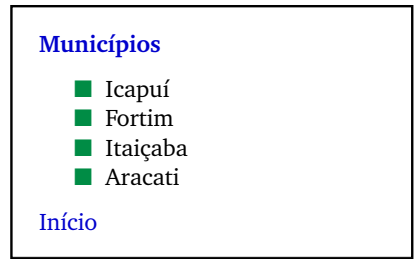 Municípios
Icapuí
Fortim
Itaiçaba
Aracati
Início